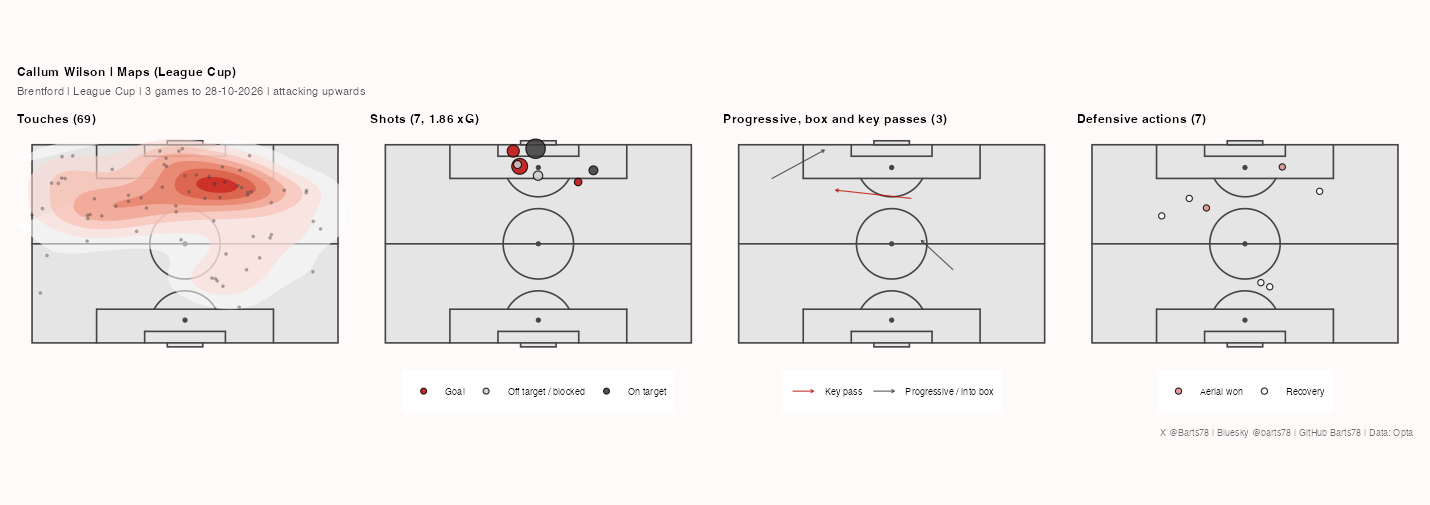 Callum Wilson | Maps (League Cup)
Brentford | League Cup | 3 games to 28-10-2026 | attacking upwards
Touches (69)
Shots (7, 1.86 xG)
Progressive, box and key passes (3)
Defensive actions (7)
Goal
Off target / blocked
On target
Key pass
Progressive / into box
Aerial won
Recovery
X @Barts78 | Bluesky @barts78 | GitHub Barts78 | Data: Opta